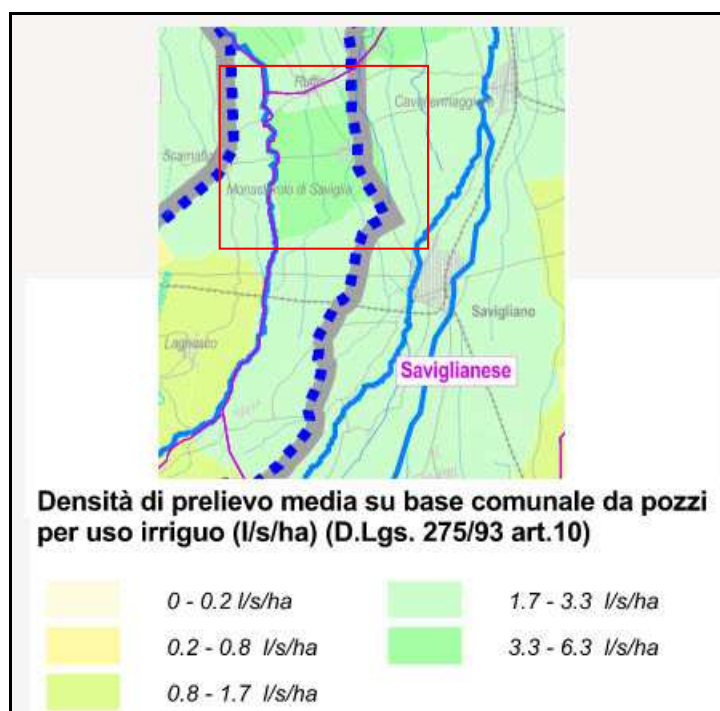 Ruffia
Cavallermaggiore
Scarnafigi
Monasterolo di Saviglia
Savigliano
Lagnasco
Saviglianese
Densità di prelievo media su base comunale da pozzi
per uso irriguo (l/s/ha) (D.Lgs. 275/93 art.10)
0 - 0.2 l/s/ha
1.7 - 3.3 l/s/ha
0.2 - 0.8 l/s/ha
3.3 - 6.3 l/s/ha
0.8 - 1.7 l/s/ha